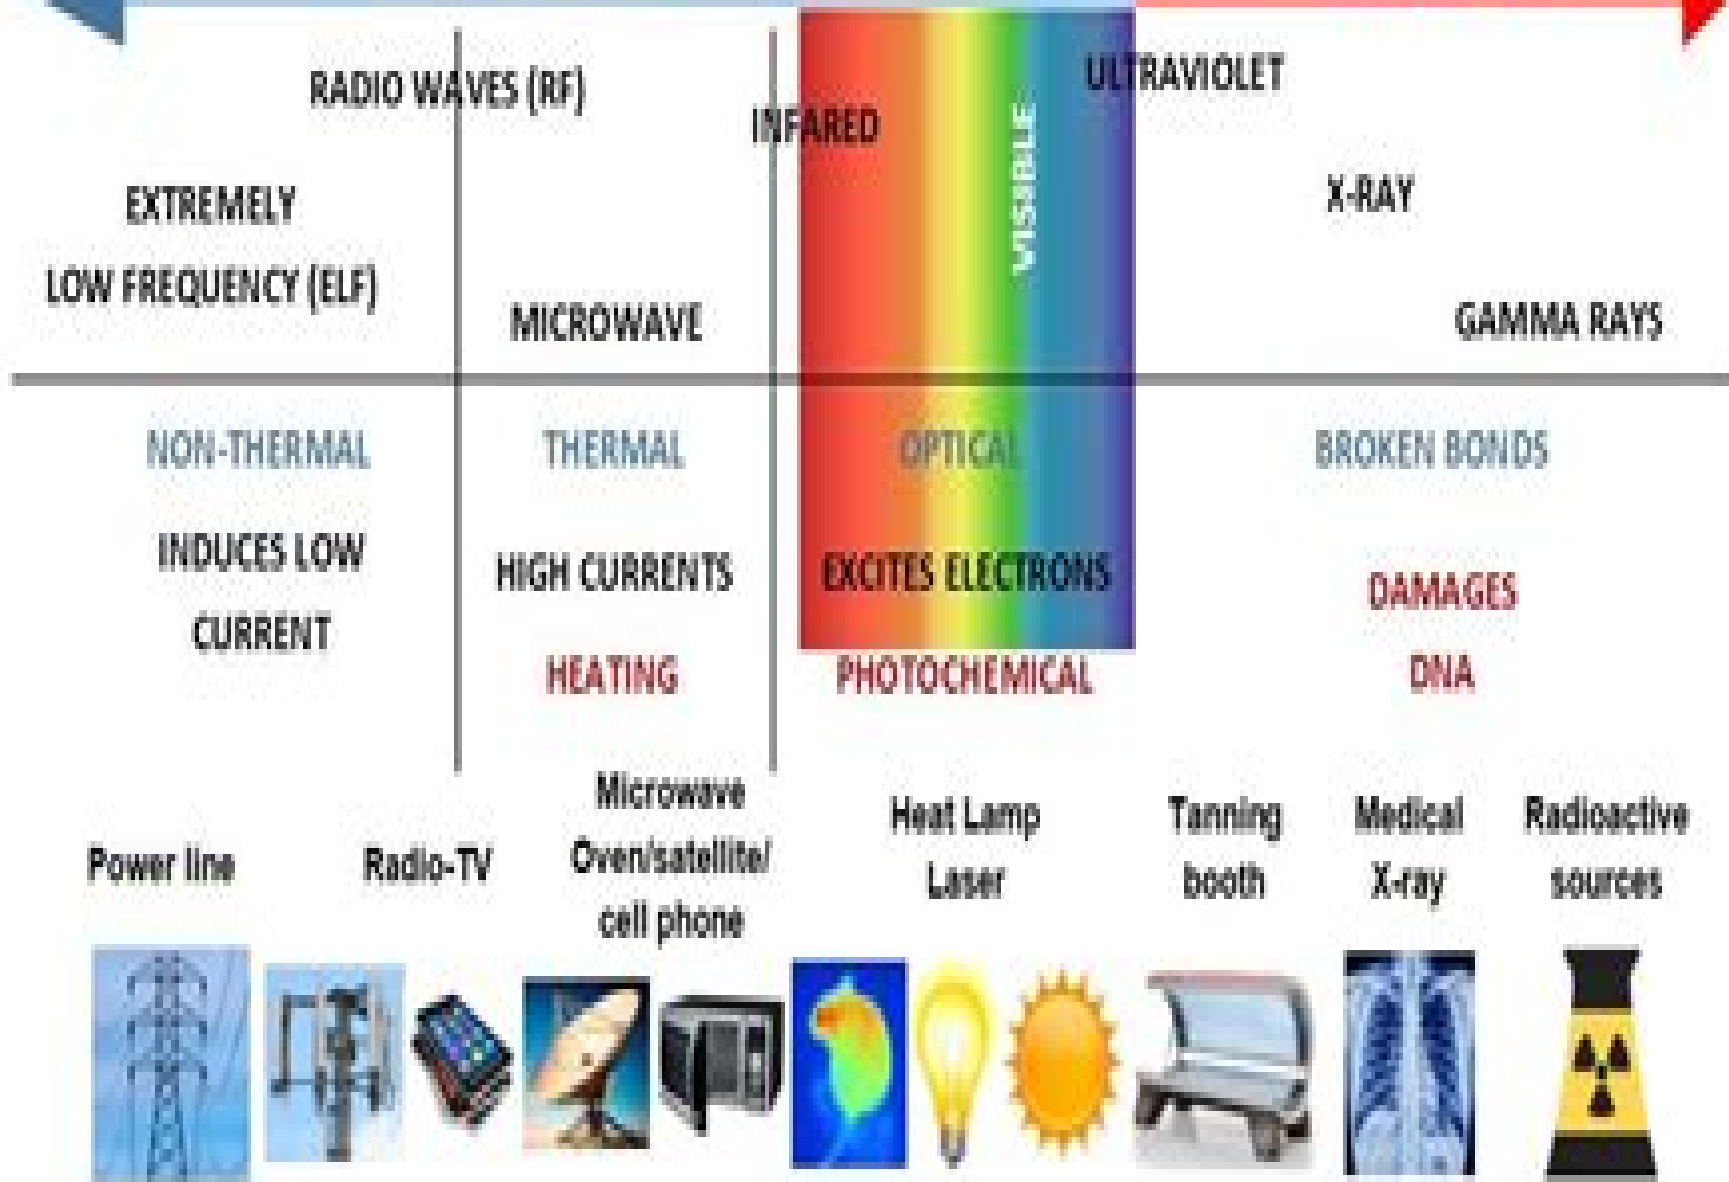 RADIO WAVES (RF)
INFARED
VISIBLE
ULTRAVIOLET
EXTREMELY
LOW FREQUENCY (ELF)
MICROWAVE
X-RAY
GAMMA RAYS
NON-THERMAL
THERMAL
OPTICAL
BROKEN BONDS
INDUCES LOW
CURRENT
HIGH CURRENTS
HEATING
EXCITES ELECTRONS
PHOTOCHEMICAL
DAMAGES
DNA
Power line
Radio-TV
Microwave
Oven/satellite/
cell phone
Heat Lamp
Laser
Tanning
booth
Medical
X-ray
Radioactive
sources